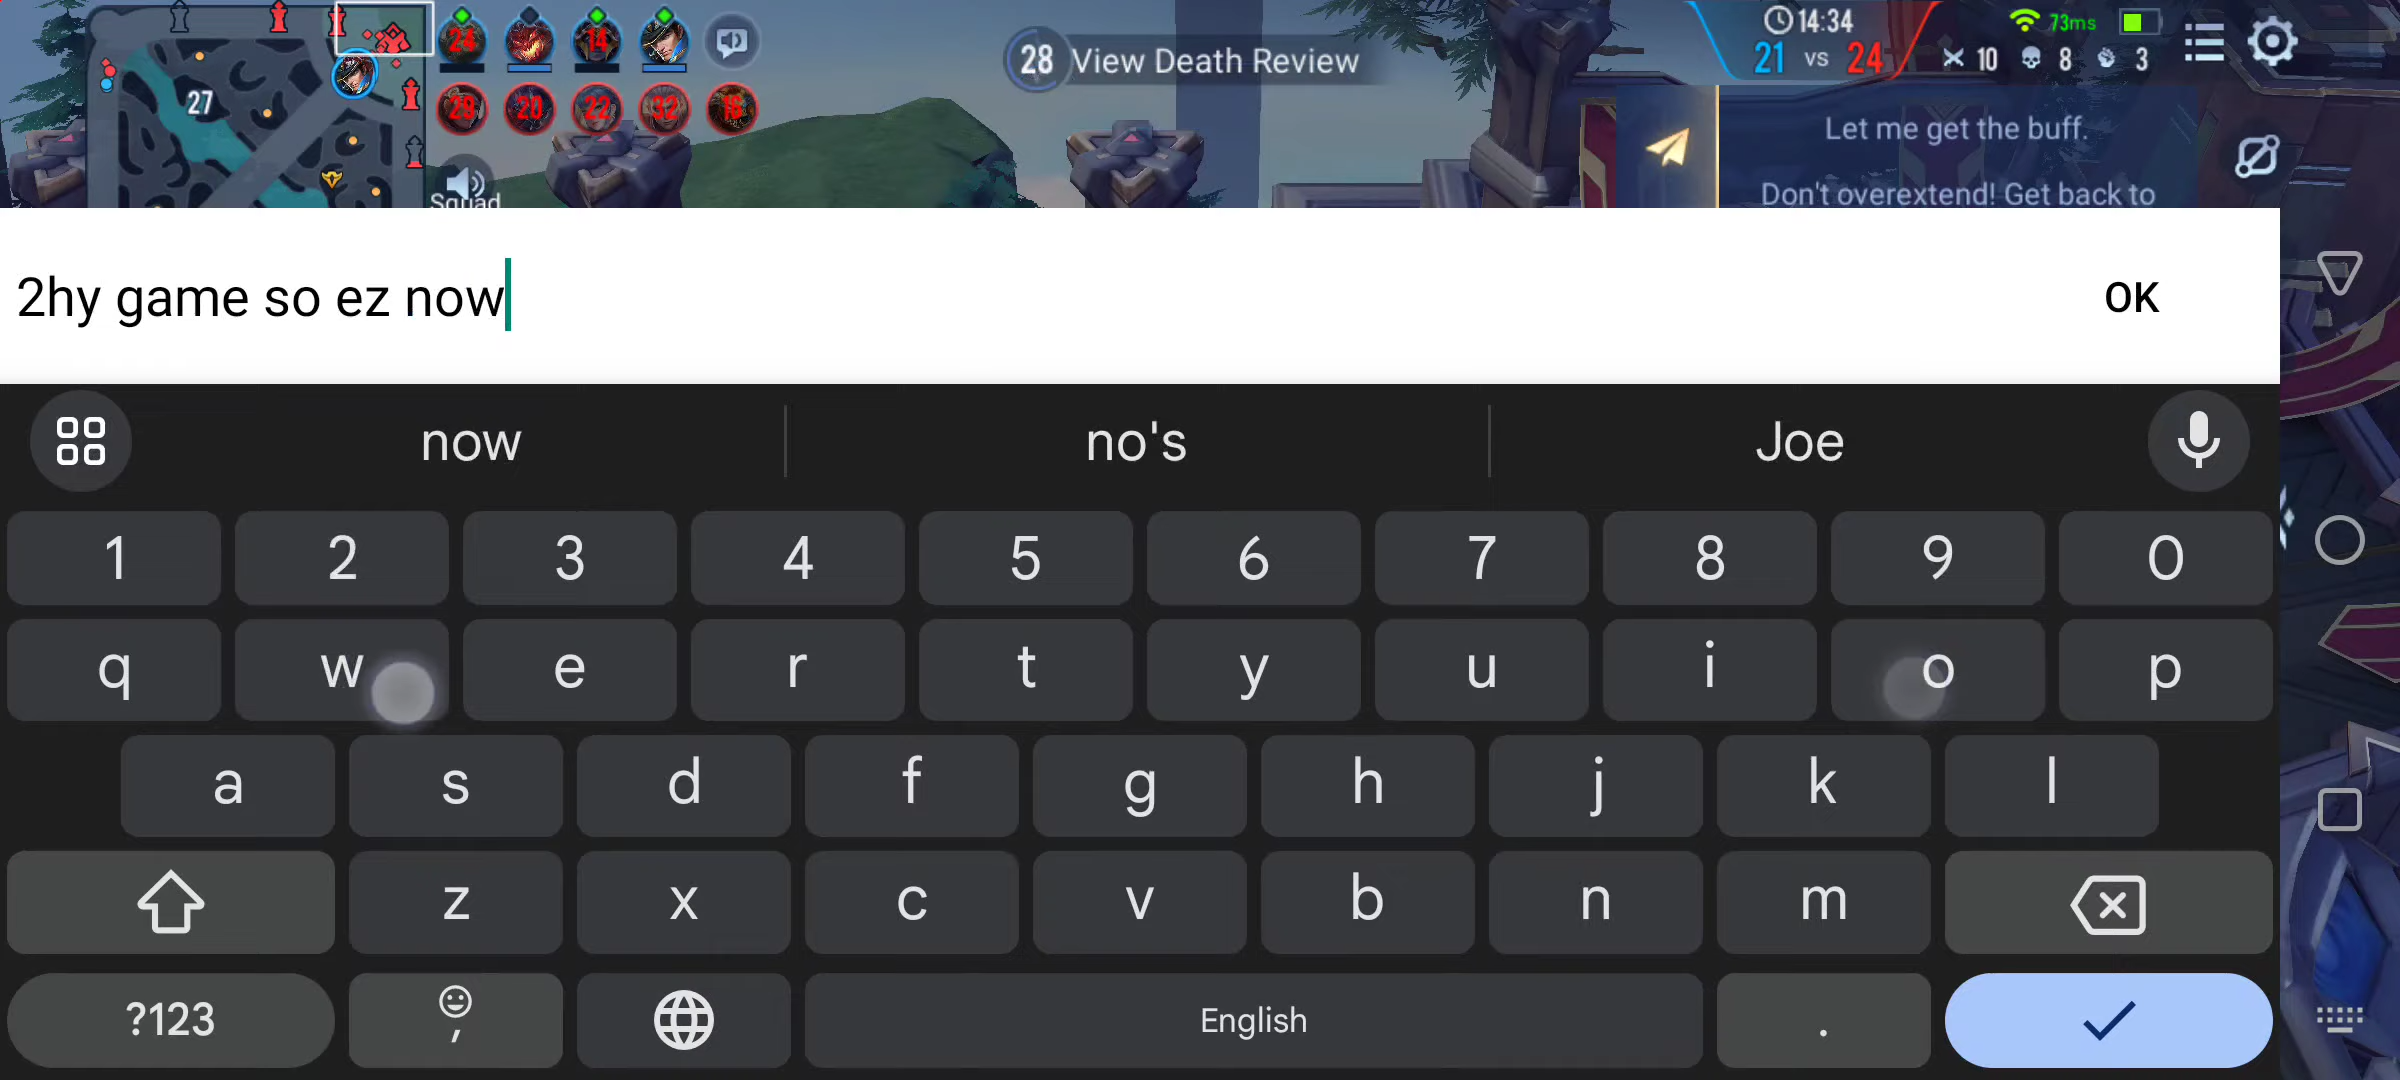 24 14
29 20 22 32 18
27
Squad
28 View Death Review
14:34
73ms
21 vs 24
10 8 3
Let me get the buff.
Don't overextend! Get back to
2hy game so ez now
OK
now no's Joe
1 2 3 4 5 6 7 8 9 0
q w e r t y u i o p
a s d f g h j k l
z x c v b n m
?123 , English .